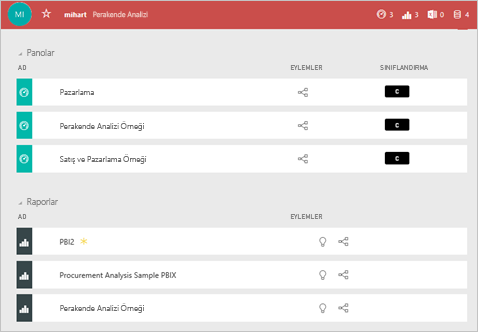 MI mihart Perakende Analizi 3 3 0 4
Panolar
AD EYLEMLER SINIFLANDIRMA
Pazarlama C
Perakende Analizi Örneği C
Satış ve Pazarlama Örneği C
Raporlar
AD EYLEMLER
PBI2
Procurement Analysis Sample PBIX
Perakende Analizi Örneği